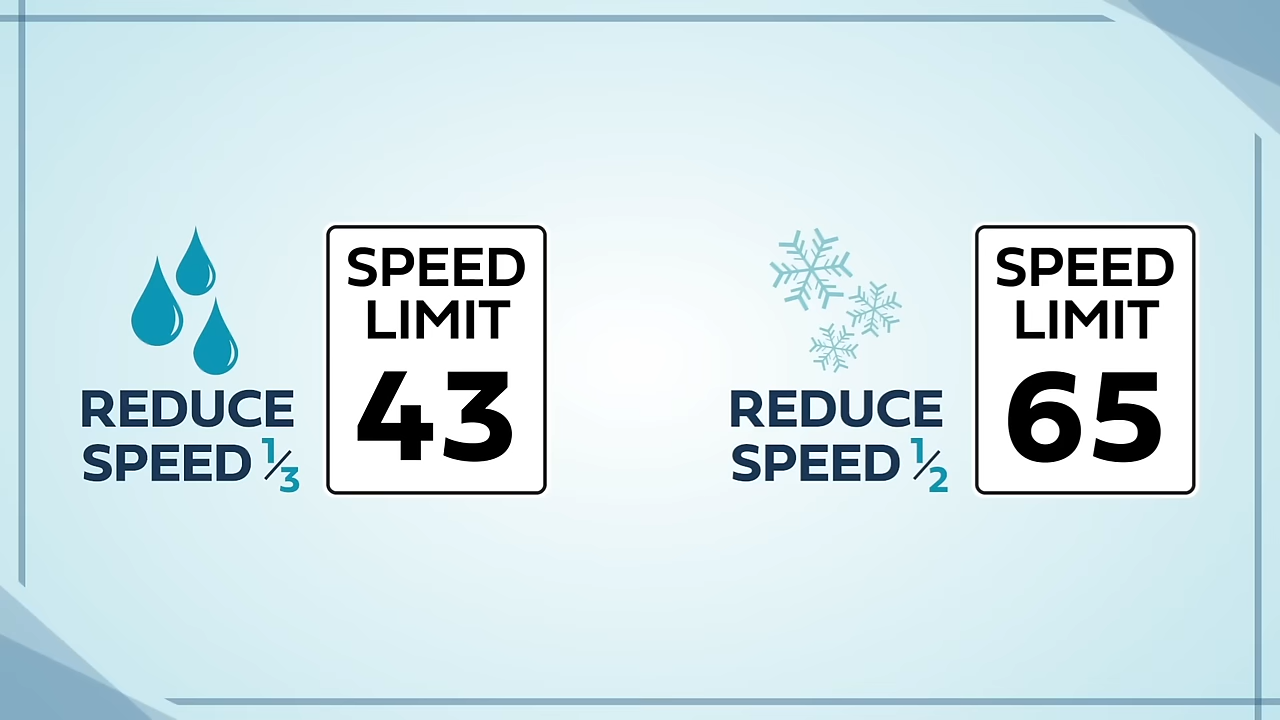 REDUCE
SPEED 1/3
SPEED
LIMIT
43
REDUCE
SPEED 1/2
SPEED
LIMIT
65